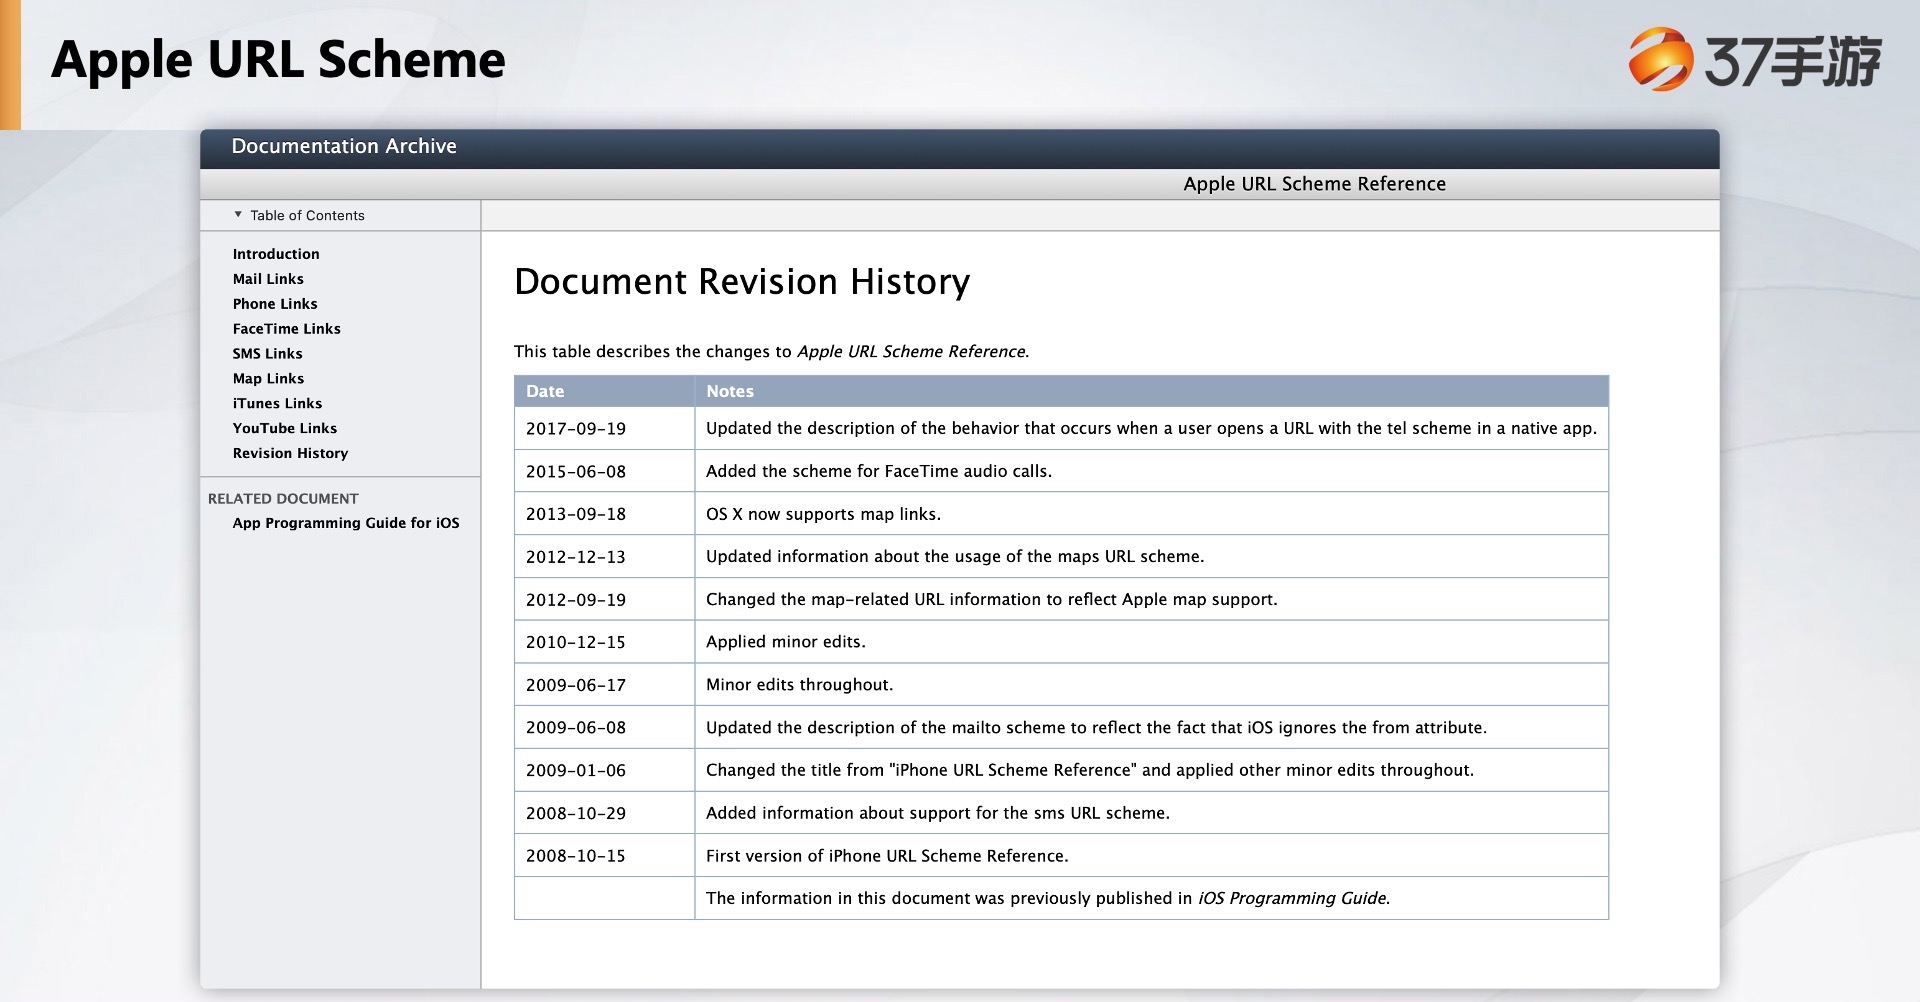 Apple URL Scheme
37手游
Documentation Archive
Apple URL Scheme Reference
▼ Table of Contents
Introduction
Mail Links
Phone Links
FaceTime Links
SMS Links
Map Links
iTunes Links
YouTube Links
Revision History
RELATED DOCUMENT
App Programming Guide for iOS
Document Revision History
This table describes the changes to Apple URL Scheme Reference.
Date Notes
2017-09-19 Updated the description of the behavior that occurs when a user opens a URL with the tel scheme in a native app.
2015-06-08 Added the scheme for FaceTime audio calls.
2013-09-18 OS X now supports map links.
2012-12-13 Updated information about the usage of the maps URL scheme.
2012-09-19 Changed the map-related URL information to reflect Apple map support.
2010-12-15 Applied minor edits.
2009-06-17 Minor edits throughout.
2009-06-08 Updated the description of the mailto scheme to reflect the fact that iOS ignores the from attribute.
2009-01-06 Changed the title from "iPhone URL Scheme Reference" and applied other minor edits throughout.
2008-10-29 Added information about support for the sms URL scheme.
2008-10-15 First version of iPhone URL Scheme Reference.
The information in this document was previously published in iOS Programming Guide.